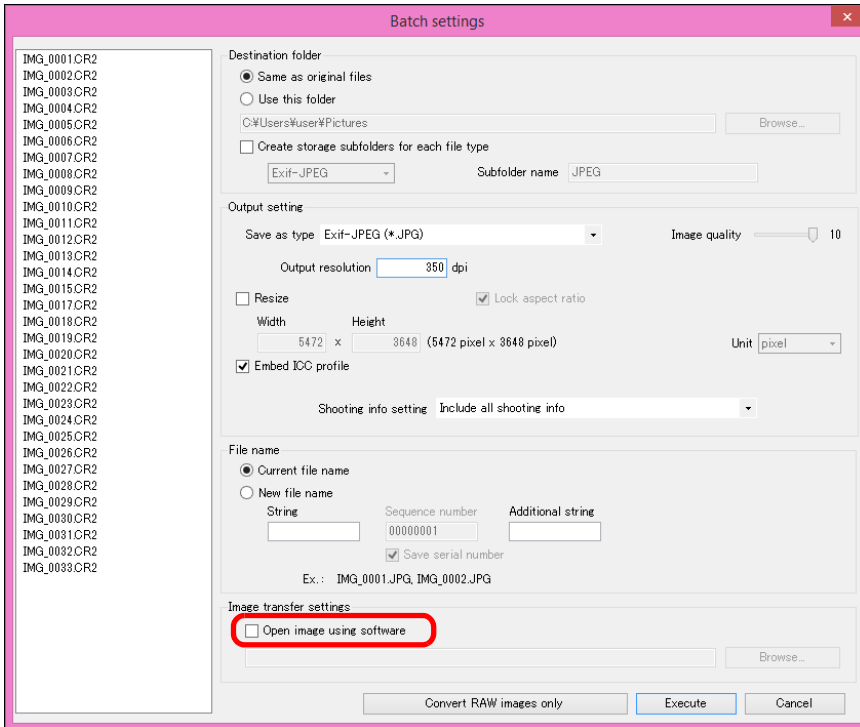 Batch settings
IMG_0001.CR2
IMG_0002.CR2
IMG_0003.CR2
IMG_0004.CR2
IMG_0005.CR2
IMG_0006.CR2
IMG_0007.CR2
IMG_0008.CR2
IMG_0009.CR2
IMG_0010.CR2
IMG_0011.CR2
IMG_0012.CR2
IMG_0013.CR2
IMG_0014.CR2
IMG_0015.CR2
IMG_0017.CR2
IMG_0018.CR2
IMG_0019.CR2
IMG_0020.CR2
IMG_0021.CR2
IMG_0022.CR2
IMG_0023.CR2
IMG_0024.CR2
IMG_0025.CR2
IMG_0026.CR2
IMG_0027.CR2
IMG_0028.CR2
IMG_0029.CR2
IMG_0030.CR2
IMG_0031.CR2
IMG_0032.CR2
IMG_0033.CR2
Destination folder
Same as original files
Use this folder
C:¥Users¥user¥Pictures Browse...
Create storage subfolders for each file type
Exif-JPEG Subfolder name JPEG
Output setting
Save as type Exif-JPEG (*.JPG) Image quality 10
Output resolution 350 dpi
Resize Lock aspect ratio
Width Height
5472 x 3648 (5472 pixel x 3648 pixel) Unit pixel
Embed ICC profile
Shooting info setting Include all shooting info
File name
Current file name
New file name
String Sequence number Additional string
00000001
Save serial number
Ex. : IMG_0001.JPG, IMG_0002.JPG
Image transfer settings
Open image using software
Browse...
Convert RAW images only Execute Cancel